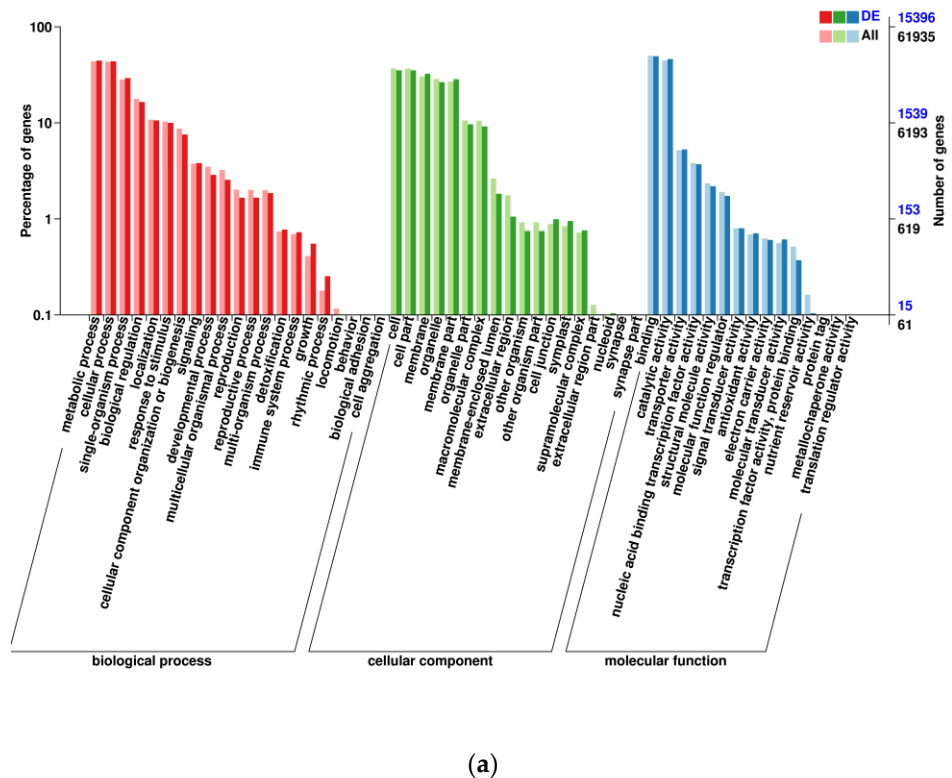 100
10
1
0.1
Percentage of genes
DE
All
15396
61935
1539
6193
153
619
15
61
Number of genes
metabolic process
cellular process
single-organism process
biological regulation
localization
response to stimulus
cellular component organization or biogenesis
signaling
developmental process
multicellular organismal process
reproduction
reproductive process
multi-organism process
detoxification
immune system process
growth
rhythmic process
locomotion
behavior
biological adhesion
cell aggregation
cell
cell part
membrane
organelle
membrane part
organelle part
macromolecular complex
membrane-enclosed lumen
extracellular region
other organism
other organism part
cell junction
symplast
supramolecular complex
extracellular region part
nucleoid
synapse
synapse part
binding
catalytic activity
transporter activity
nucleic acid binding transcription factor activity
structural molecule activity
molecular function regulator
signal transducer activity
antioxidant activity
electron carrier activity
molecular transducer activity
transcription factor activity, protein binding
nutrient reservoir activity
protein tag
metallochaperone activity
translation regulator activity
biological process
cellular component
molecular function
(a)